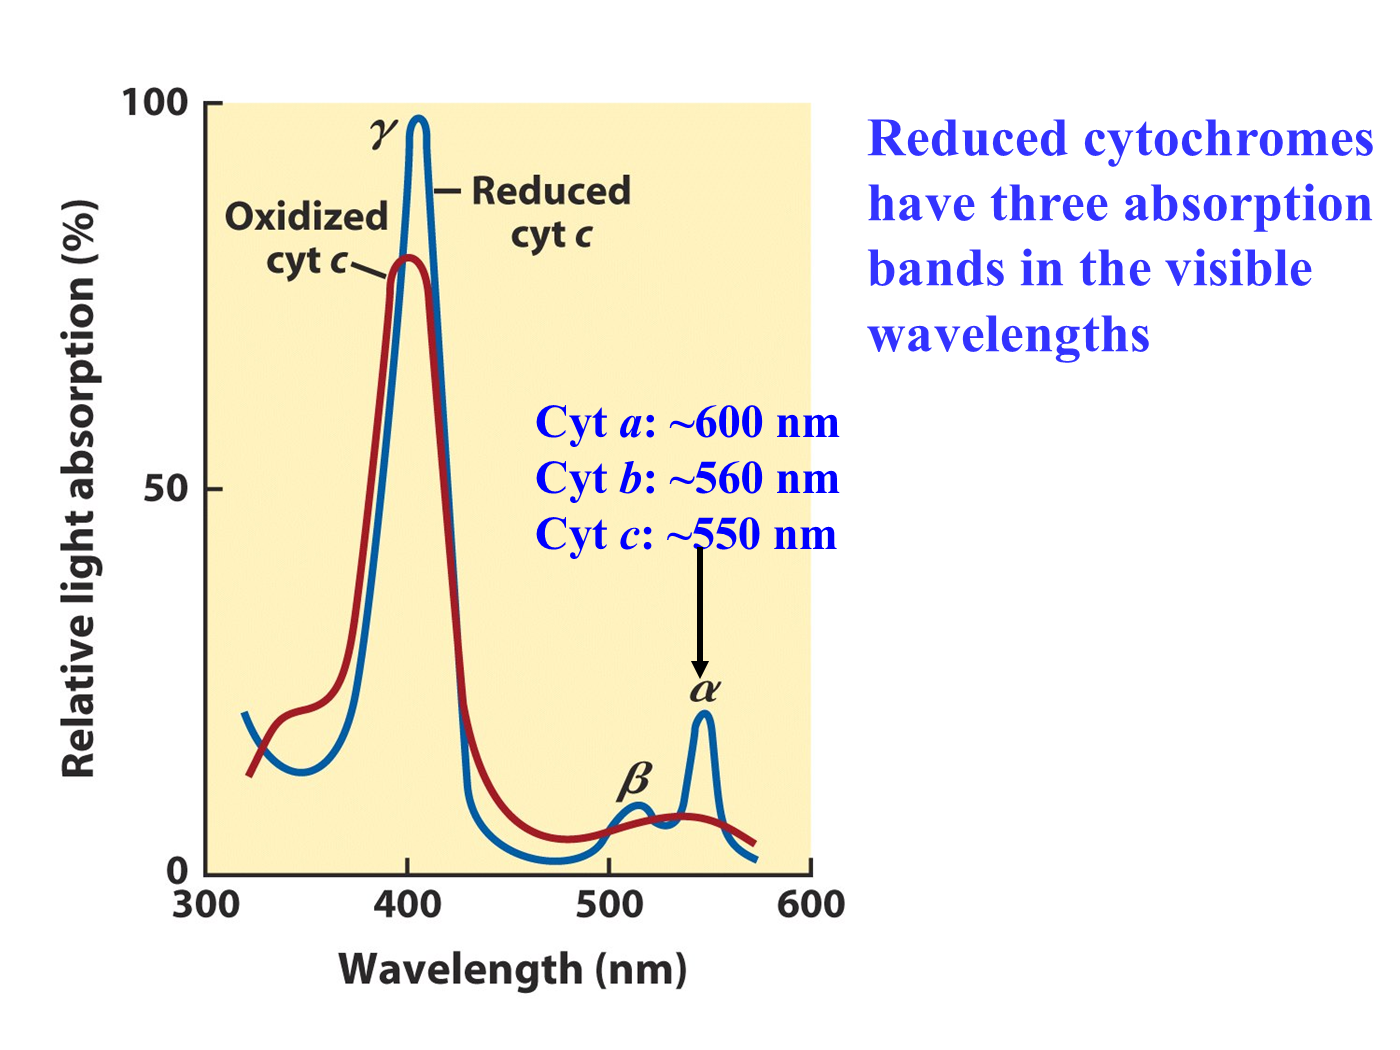 100
γ
Reduced
cyt c
Oxidized
cyt c
Reduced cytochromes
have three absorption
bands in the visible
wavelengths
Relative light absorption (%)
Cyt a: ~600 nm
Cyt b: ~560 nm
Cyt c: ~550 nm
50
α
β
0
300
400
500
600
Wavelength (nm)